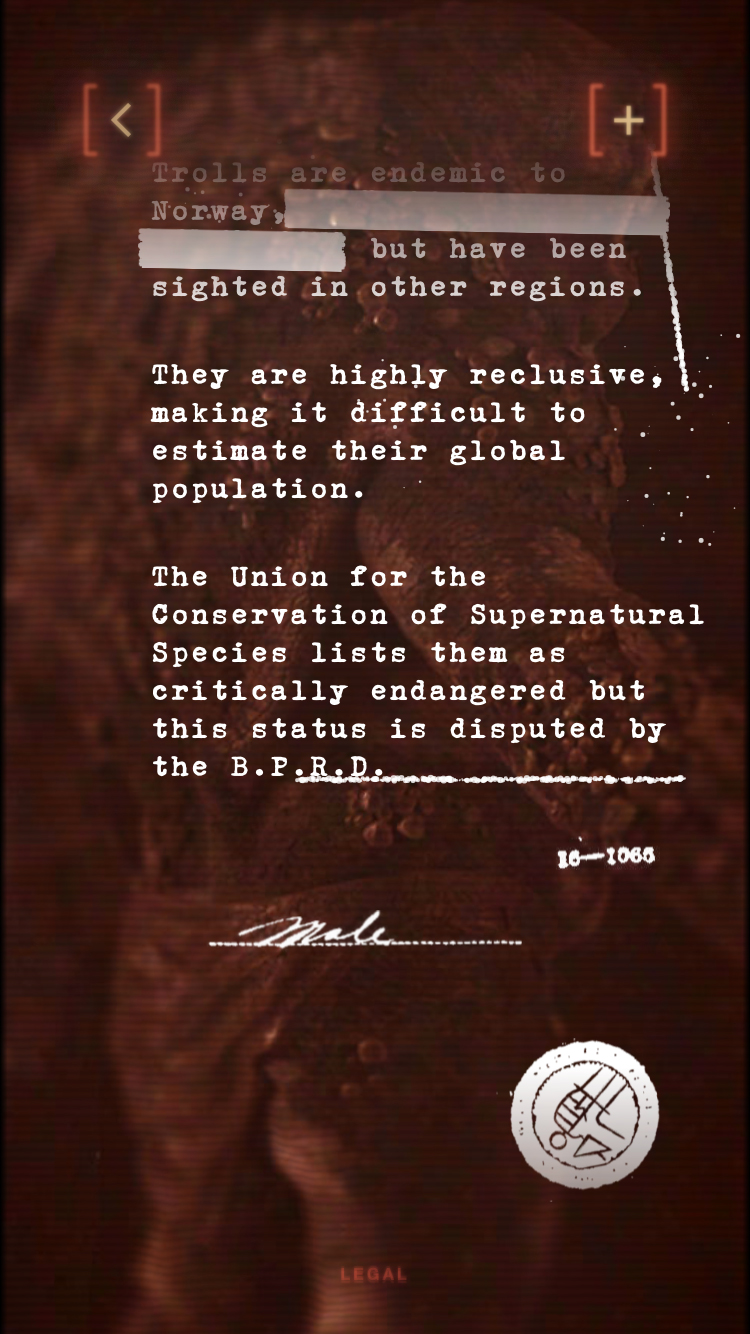 Trolls are endemic to
Norway,
but have been
sighted in other regions.
They are highly reclusive,
making it difficult to
estimate their global
population.
The Union for the
Conservation of Supernatural
Species lists them as
critically endangered but
this status is disputed by
the B.P.R.D.
16—1066
Male
LEGAL